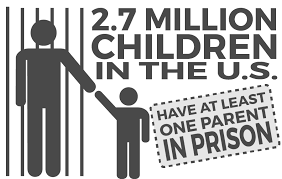 2.7 MILLION
CHILDREN
IN THE U.S.
HAVE AT LEAST
ONE PARENT
IN PRISON